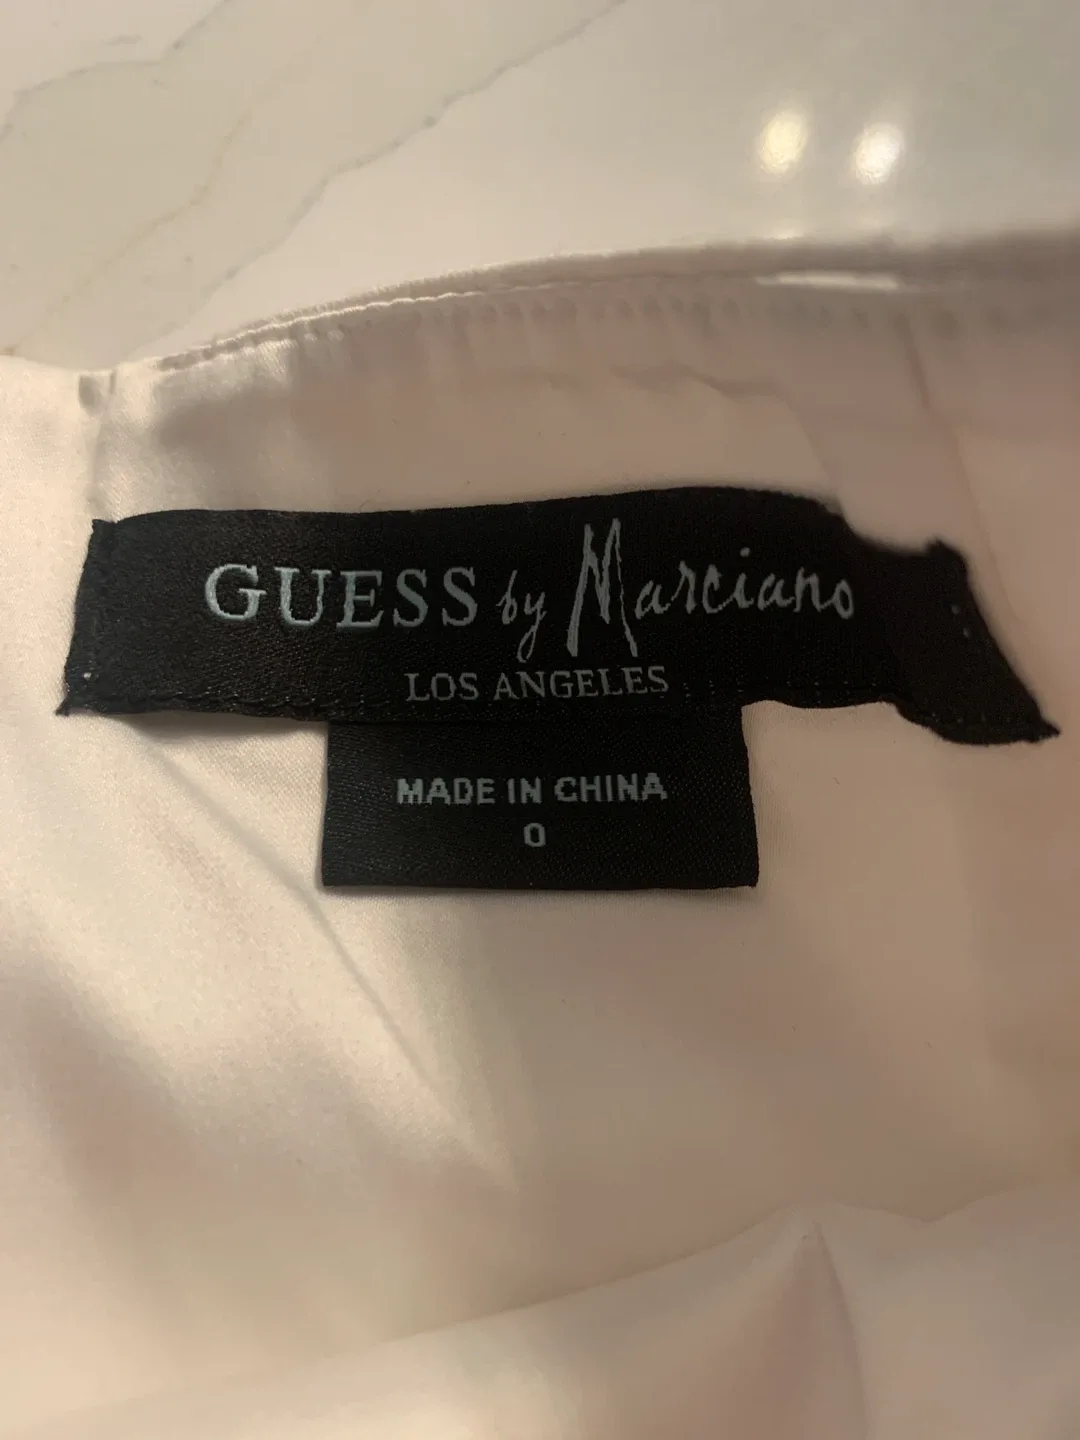 GUESS by Marciano
LOS ANGELES
MADE IN CHINA
0